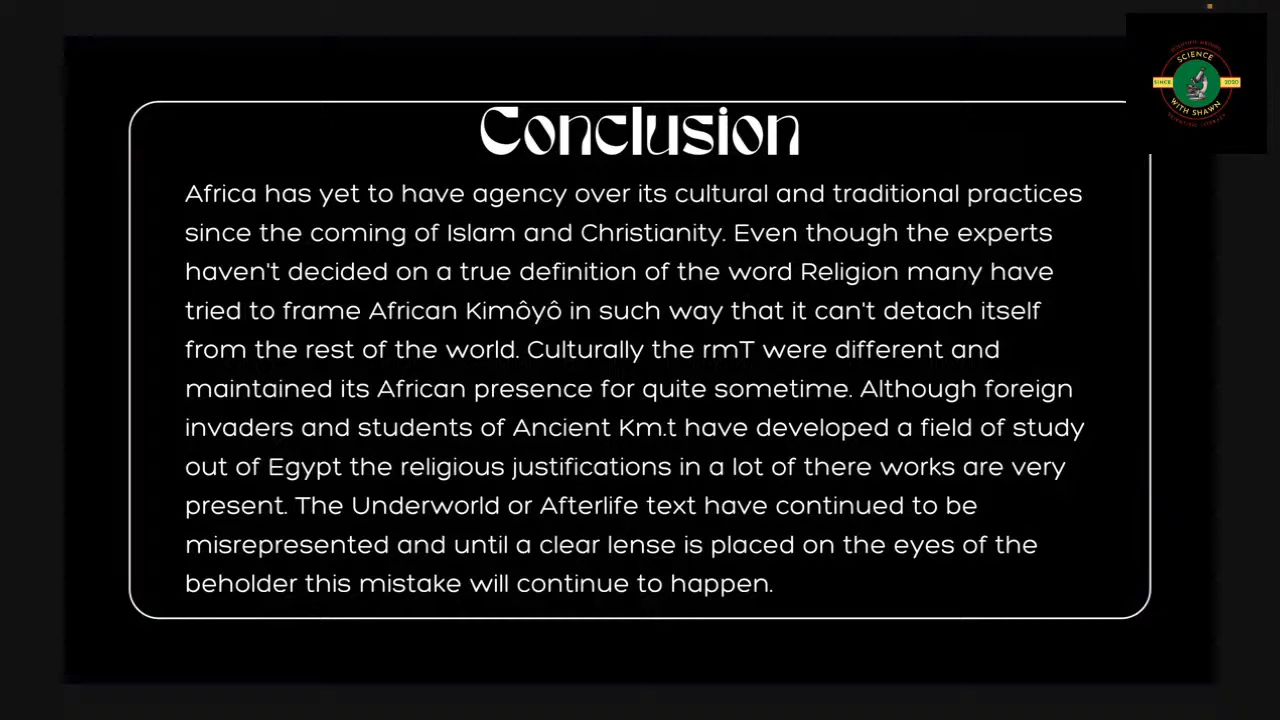 Conclusion
Africa has yet to have agency over its cultural and traditional practices
since the coming of Islam and Christianity. Even though the experts
haven't decided on a true definition of the word Religion many have
tried to frame African Kimôyô in such way that it can't detach itself
from the rest of the world. Culturally the rmT were different and
maintained its African presence for quite sometime. Although foreign
invaders and students of Ancient Km.t have developed a field of study
out of Egypt the religious justifications in a lot of there works are very
present. The Underworld or Afterlife text have continued to be
misrepresented and until a clear lense is placed on the eyes of the
beholder this mistake will continue to happen.
SCIENCE
SINCE 2020
WITH SHAWN
SCIENTIFIC LITERACY